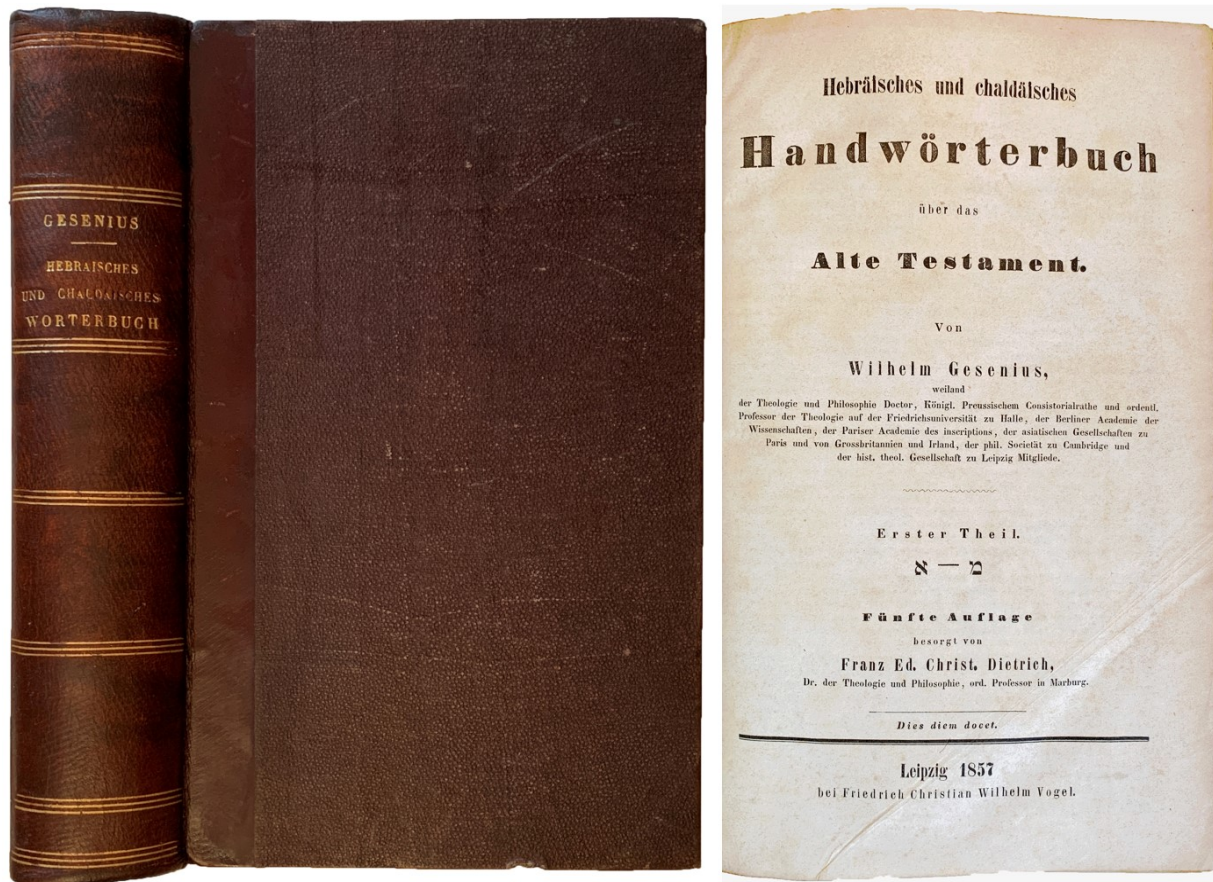 GESENIUS
HEBRAISCHES
UND CHALDAISCHES
WORTERBUCH
Hebräisches und chaldäisches
Handwörterbuch
über das
Alte Testament.
Von
Wilhelm Gesenius,
weiland
der Theologie und Philosophie Doctor, Königl. Preussischem Consistorialrathe und ordentl.
Professor der Theologie auf der Friedrichsuniversität zu Halle, der Berliner Academie der
Wissenschaften, der Pariser Academie des inscriptions, der asiatischen Gesellschaften zu
Paris und von Grossbritannien und Irland, der phil. Societät zu Cambridge und
der hist. theol. Gesellschaft zu Leipzig Mitgliede.
Erster Theil.
א — מ
Fünfte Auflage
besorgt von
Franz Ed. Christ. Dietrich,
Dr. der Theologie und Philosophie, ord. Professor in Marburg.
Dies diem docet.
Leipzig 1857
bei Friedrich Christian Wilhelm Vogel.